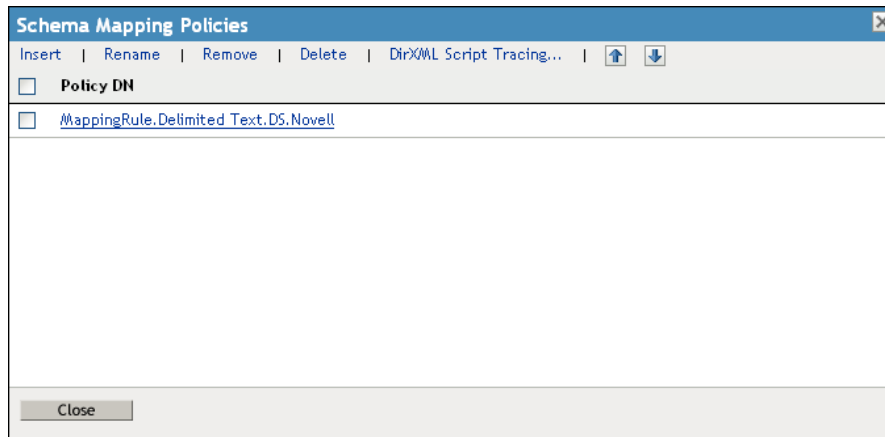 Schema Mapping Policies
Insert | Rename | Remove | Delete | DirXML Script Tracing... |
Policy DN
MappingRule.Delimited Text.DS.Novell
Close